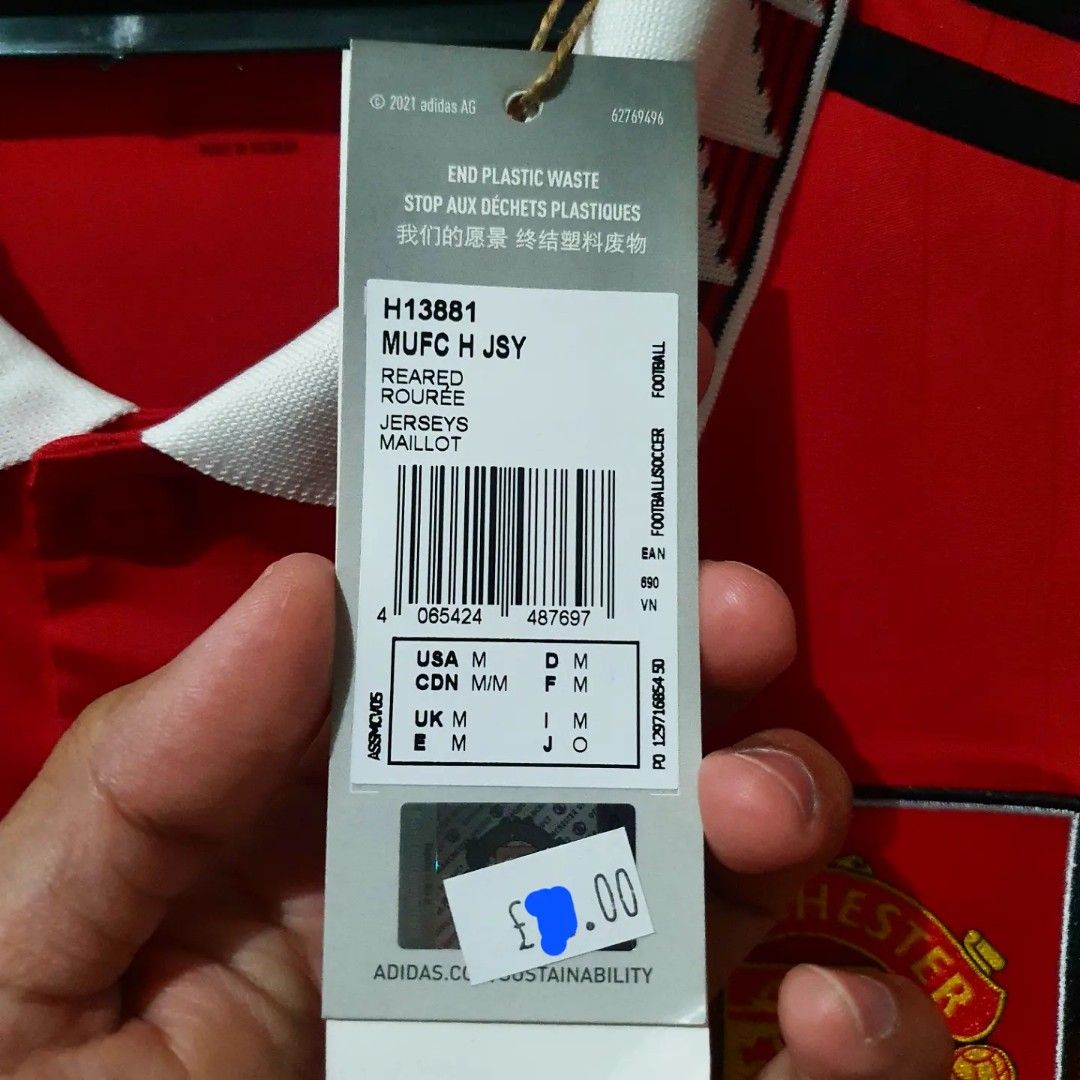 © 2021 adidas AG
62769496
END PLASTIC WASTE
STOP AUX DÉCHETS PLASTIQUES
我们的愿景 终结塑料废物
H13881
MUFC H JSY
REARED
ROURÉE
JERSEYS
MAILLOT
FOOTBALL
FOOTBALL/SOCCER
EAN
690
VN
4 065424 487697
USA M D M
CDN M/M F M
UK M I M
E M J O
ASSMCV05
PO 129716854 50
£ .00
ADIDAS.CO SUSTAINABILITY
CHESTER